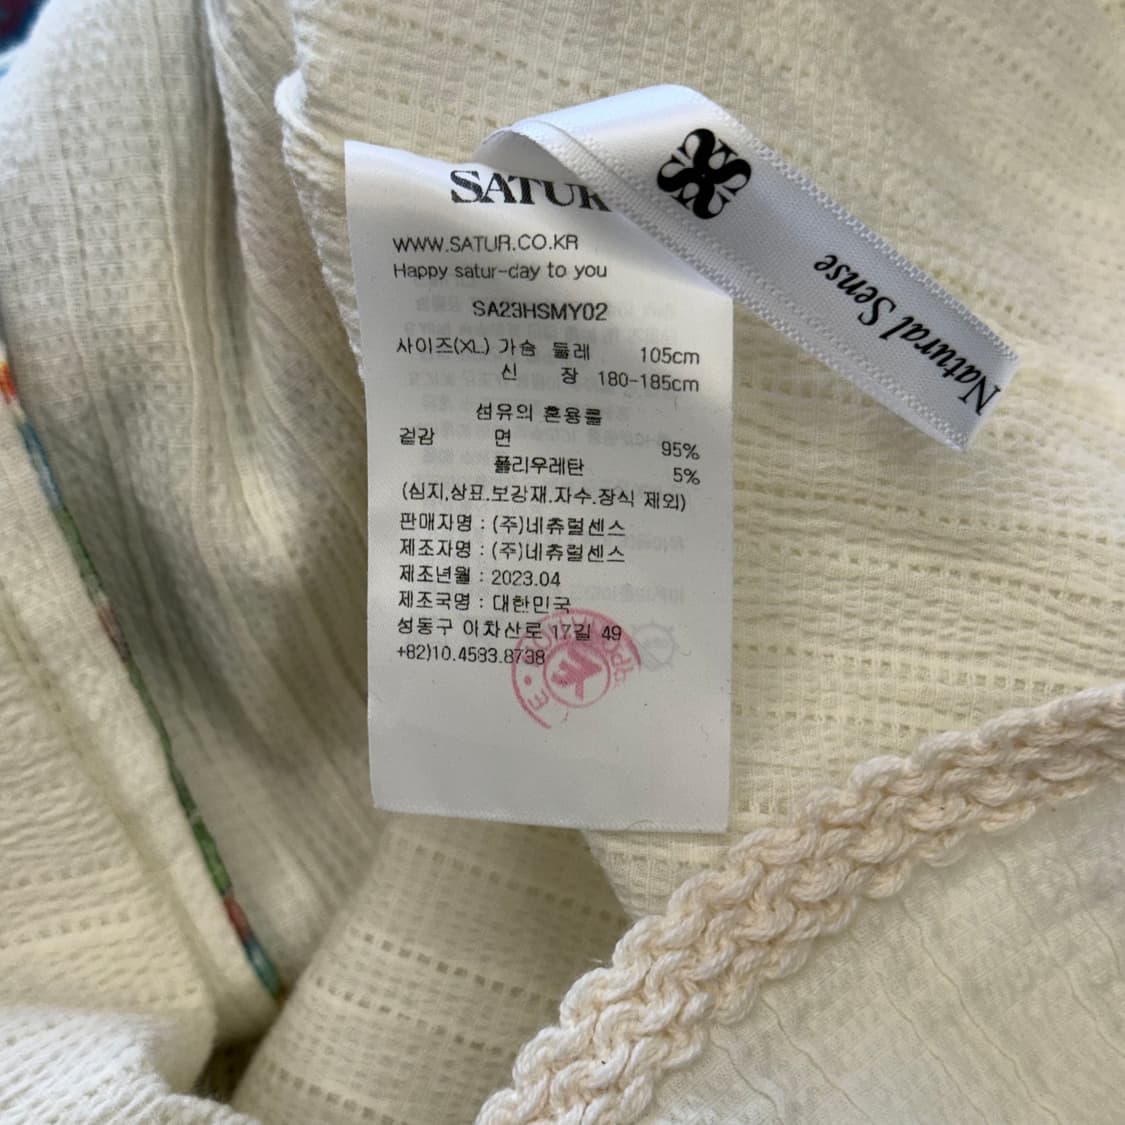 SATUR
WWW.SATUR.CO.KR
Happy satur-day to you
SA23HSMY02
사이즈(XL) 가슴 둘레 105cm
신 장 180-185cm
섬유의 혼용률
겉감 면 95%
폴리우레탄 5%
(심지,상표.보강재.자수.장식 제외)
판매자명 : (주)네츄럴센스
제조자명 : (주)네츄럴센스
제조년월 : 2023.04
제조국명 : 대한민국
성동구 아차산로 17길 49
+82)10.4583.8738
Natural Sense